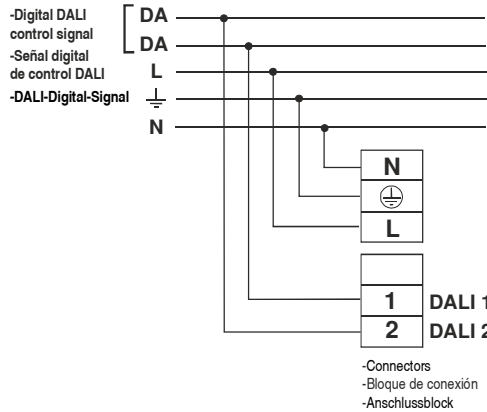 -Digital DALI
control signal
-Señal digital
de control DALI
-DALI-Digital-Signal
DA
DA
L
N
N
L
1 DALI 1
2 DALI 2
-Connectors
-Bloque de conexión
-Anschlussblock